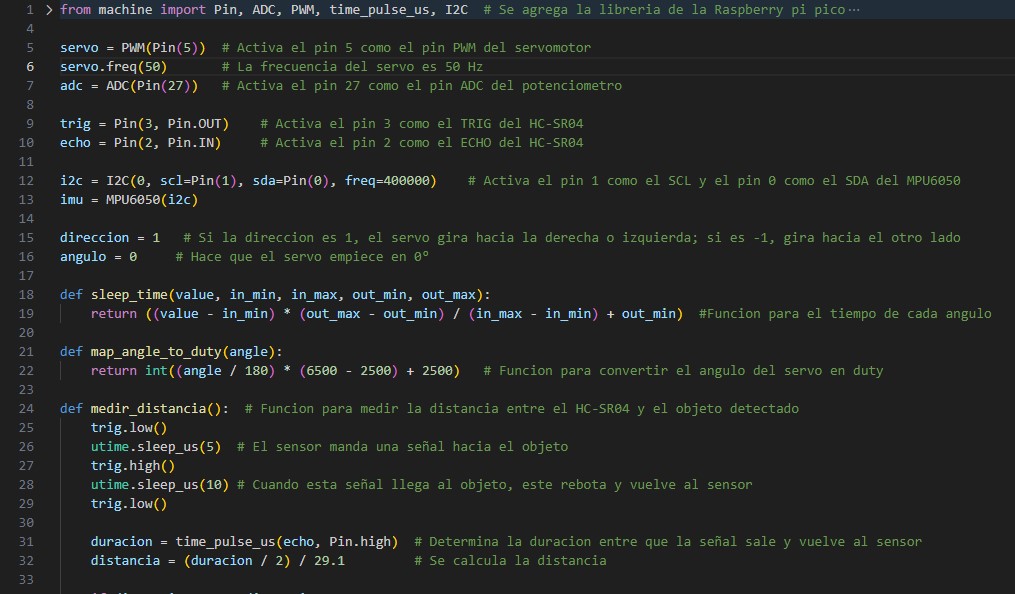 1 from machine import Pin, ADC, PWM, time_pulse_us, I2C  # Se agrega la libreria de la Raspberry pi pico···
4
5 servo = PWM(Pin(5))  # Activa el pin 5 como el pin PWM del servomotor
6 servo.freq(50)       # La frecuencia del servo es 50 Hz
7 adc = ADC(Pin(27))   # Activa el pin 27 como el pin ADC del potenciometro
8
9 trig = Pin(3, Pin.OUT)    # Activa el pin 3 como el TRIG del HC-SR04
10 echo = Pin(2, Pin.IN)     # Activa el pin 2 como el ECHO del HC-SR04
11
12 i2c = I2C(0, scl=Pin(1), sda=Pin(0), freq=400000)    # Activa el pin 1 como el SCL y el pin 0 como el SDA del MPU6050
13 imu = MPU6050(i2c)
14
15 direccion = 1   # Si la direccion es 1, el servo gira hacia la derecha o izquierda; si es -1, gira hacia el otro lado
16 angulo = 0     # Hace que el servo empiece en 0°
17
18 def sleep_time(value, in_min, in_max, out_min, out_max):
19     return ((value - in_min) * (out_max - out_min) / (in_max - in_min) + out_min)  #Funcion para el tiempo de cada angulo
20
21 def map_angle_to_duty(angle):
22     return int((angle / 180) * (6500 - 2500) + 2500)   # Funcion para convertir el angulo del servo en duty
23
24 def medir_distancia():  # Funcion para medir la distancia entre el HC-SR04 y el objeto detectado
25     trig.low()
26     utime.sleep_us(5)  # El sensor manda una señal hacia el objeto
27     trig.high()
28     utime.sleep_us(10) # Cuando esta señal llega al objeto, este rebota y vuelve al sensor
29     trig.low()
30
31     duracion = time_pulse_us(echo, Pin.high)  # Determina la duracion entre que la señal sale y vuelve al sensor
32     distancia = (duracion / 2) / 29.1         # Se calcula la distancia
33